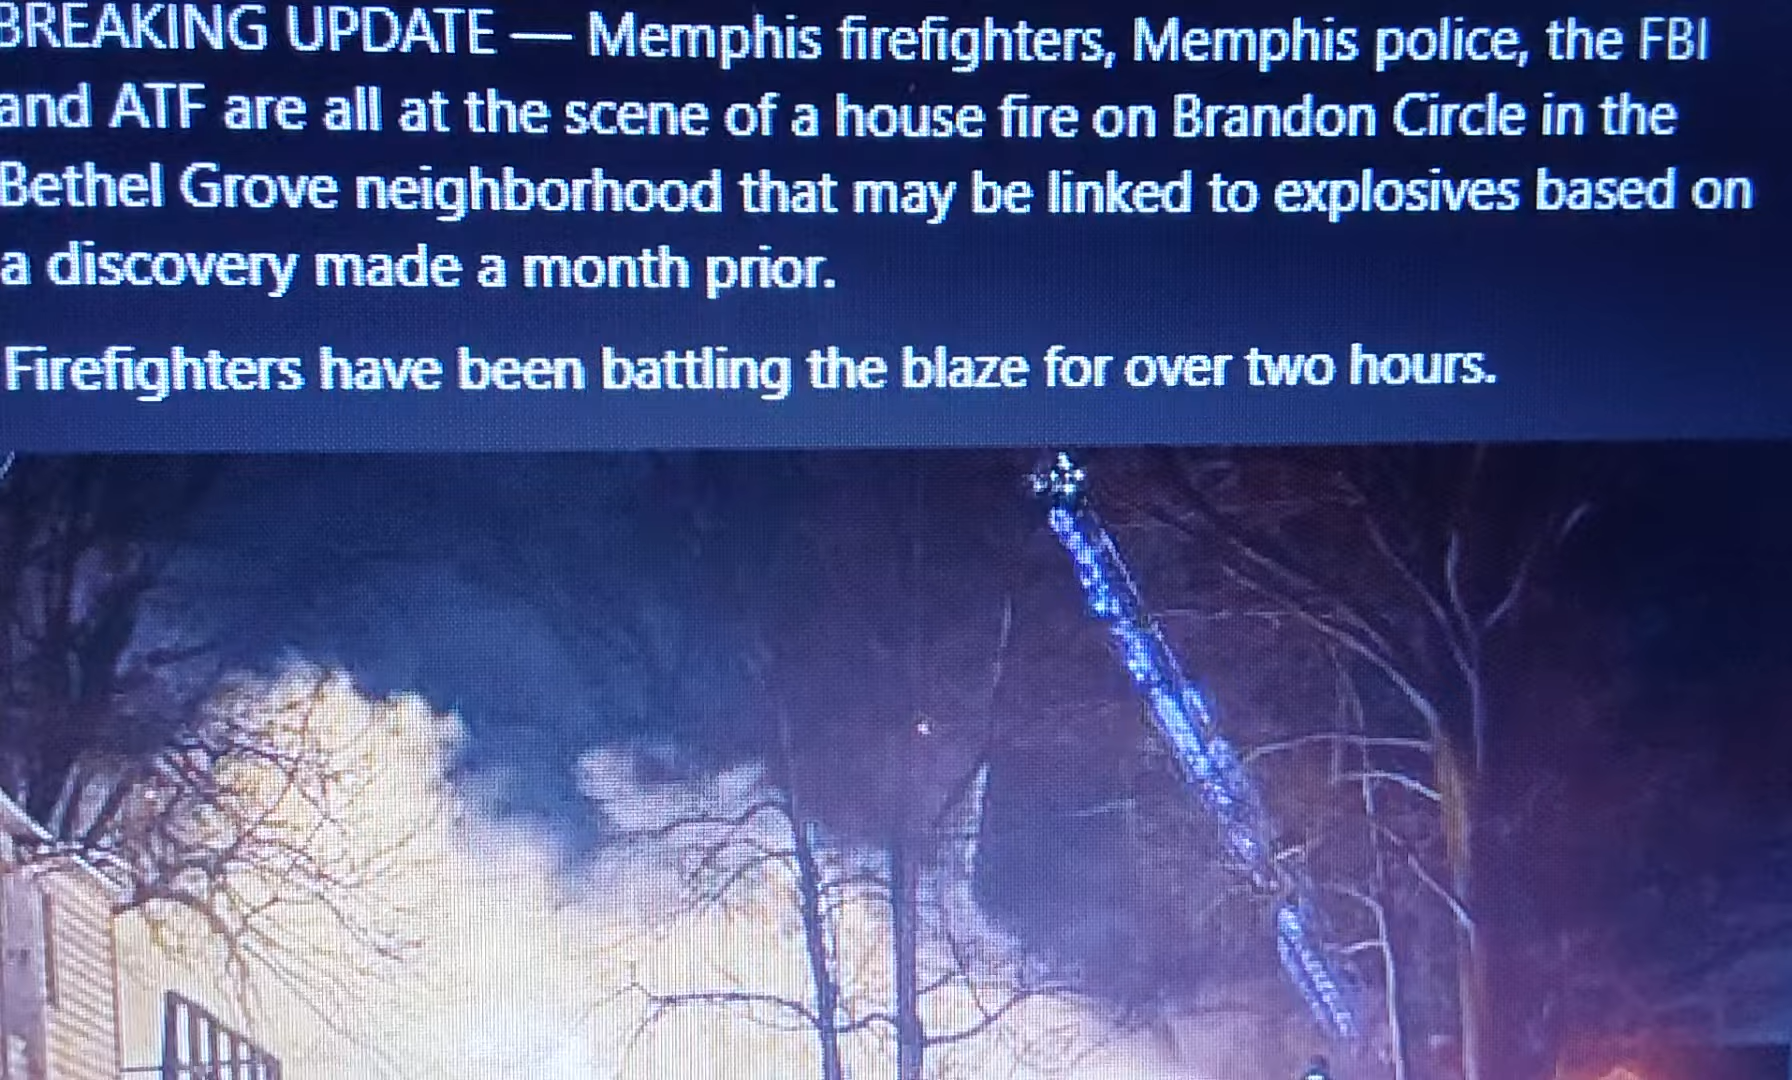 BREAKING UPDATE — Memphis firefighters, Memphis police, the FBI
and ATF are all at the scene of a house fire on Brandon Circle in the
Bethel Grove neighborhood that may be linked to explosives based on
a discovery made a month prior.
Firefighters have been battling the blaze for over two hours.